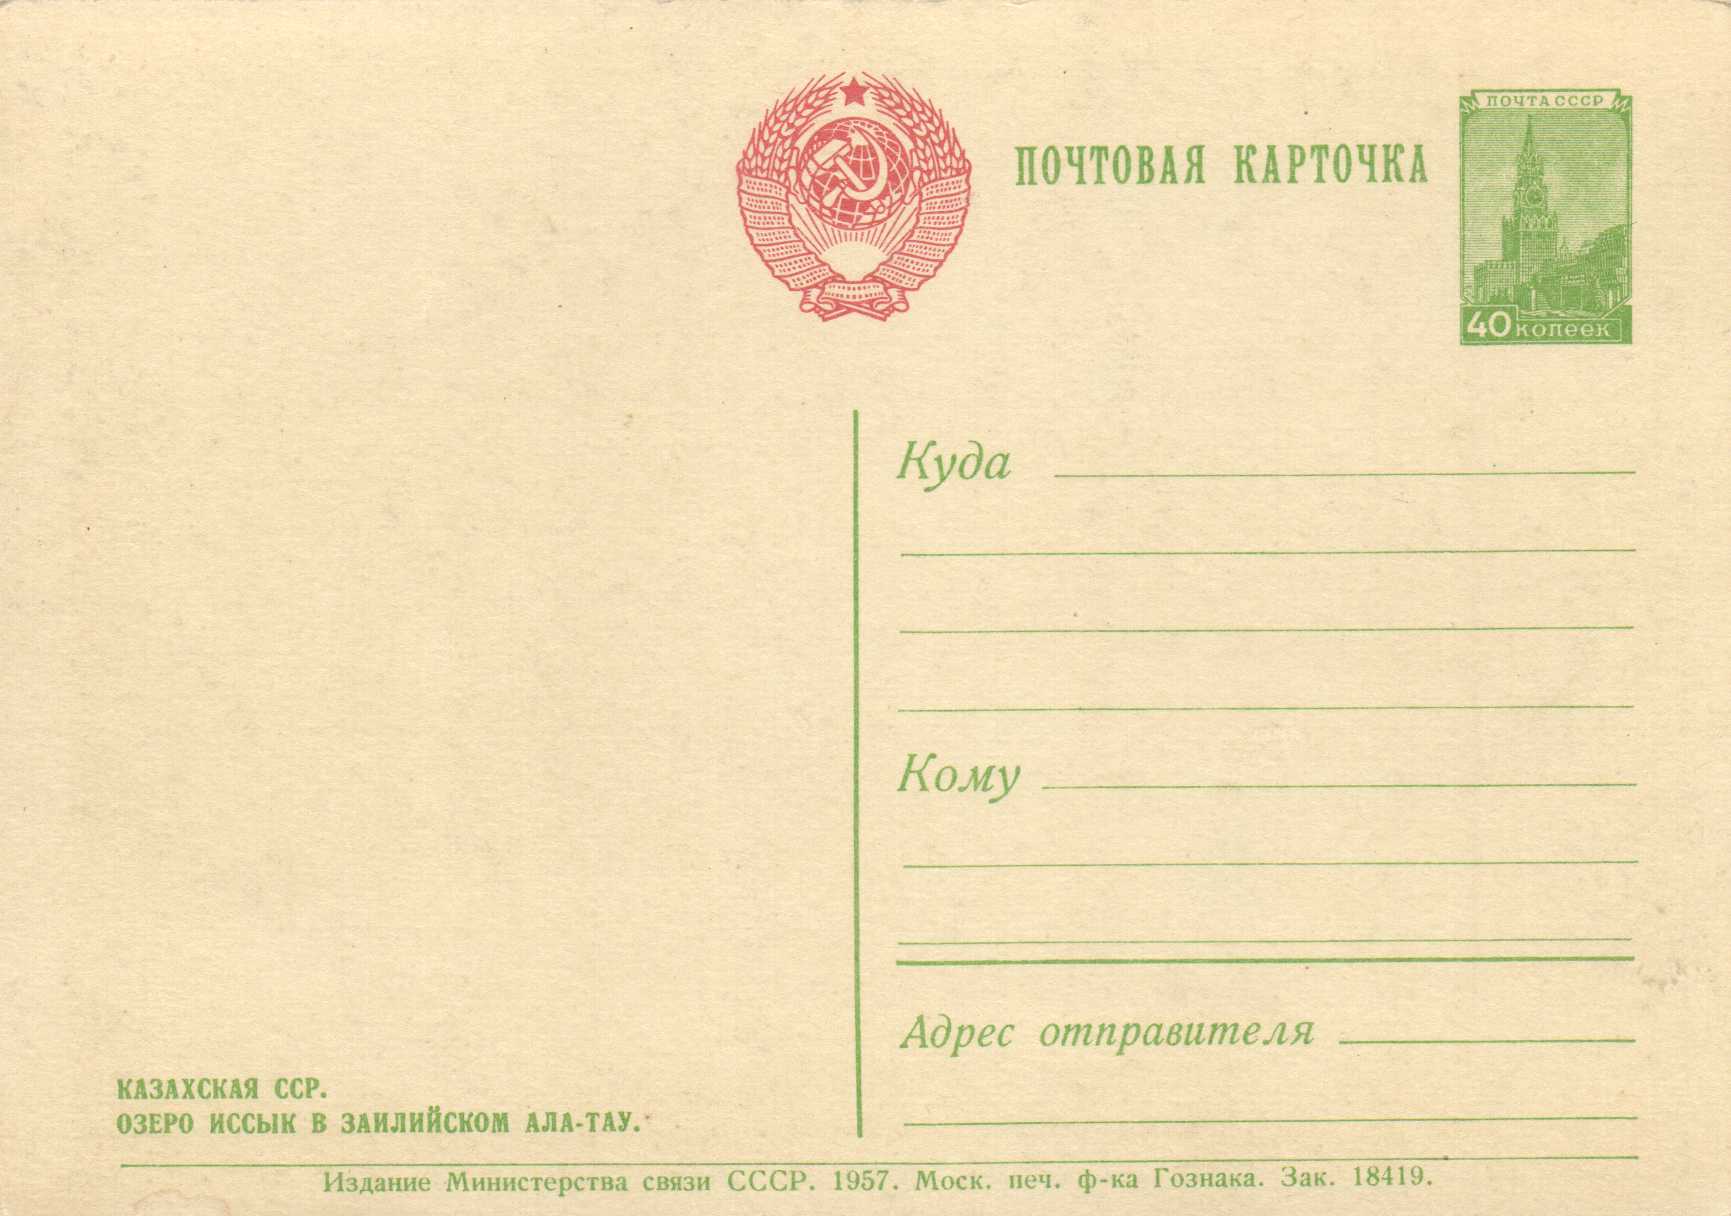 ПОЧТОВАЯ КАРТОЧКА
ПОЧТА СССР
40 КОПЕЕК
Куда
Кому
Адрес отправителя
КАЗАХСКАЯ ССР.
ОЗЕРО ИССЫК В ЗАИЛИЙСКОМ АЛА-ТАУ.
Издание Министерства связи СССР. 1957. Моск. печ. ф-ка Гознака. Зак. 18419.